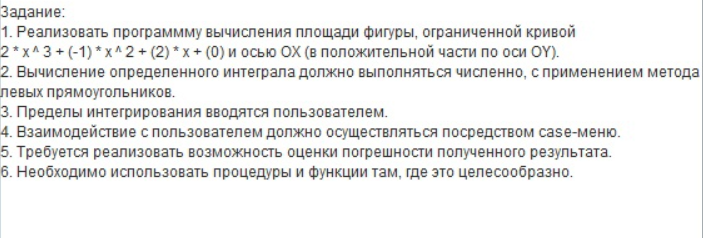 Задание:
1. Реализовать программму вычисления площади фигуры, ограниченной кривой
2 * x ^ 3 + (-1) * x ^ 2 + (2) * x + (0) и осью OX (в положительной части по оси OY).
2. Вычисление определенного интеграла должно выполняться численно, с применением метода
левых прямоугольников.
3. Пределы интегрирования вводятся пользователем.
4. Взаимодействие с пользователем должно осуществляться посредством case-меню.
5. Требуется реализовать возможность оценки погрешности полученного результата.
6. Необходимо использовать процедуры и функции там, где это целесообразно.